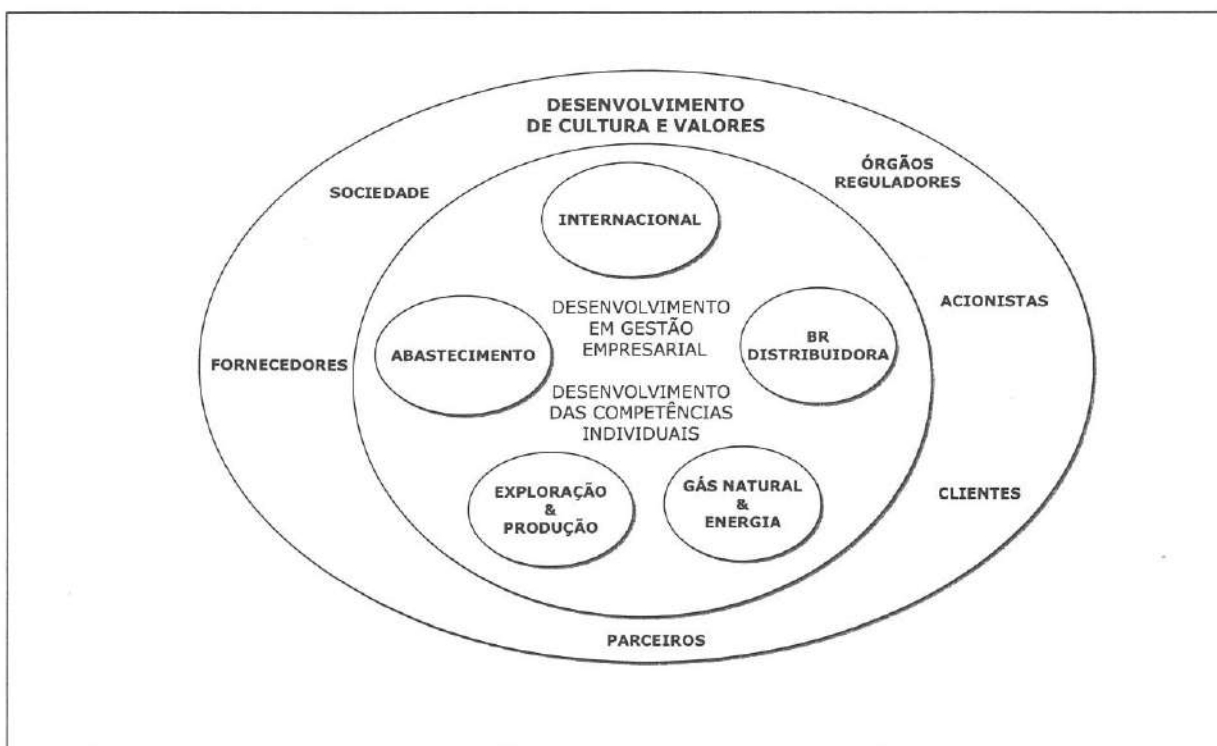 DESENVOLVIMENTO
DE CULTURA E VALORES
ÓRGÃOS
REGULADORES
SOCIEDADE
INTERNACIONAL
ACIONISTAS
DESENVOLVIMENTO
EM GESTÃO
EMPRESARIAL
BR
DISTRIBUIDORA
ABASTECIMENTO
FORNECEDORES
DESENVOLVIMENTO
DAS COMPETÊNCIAS
INDIVIDUAIS
EXPLORAÇÃO
&
PRODUÇÃO
GÁS NATURAL
&
ENERGIA
CLIENTES
PARCEIROS